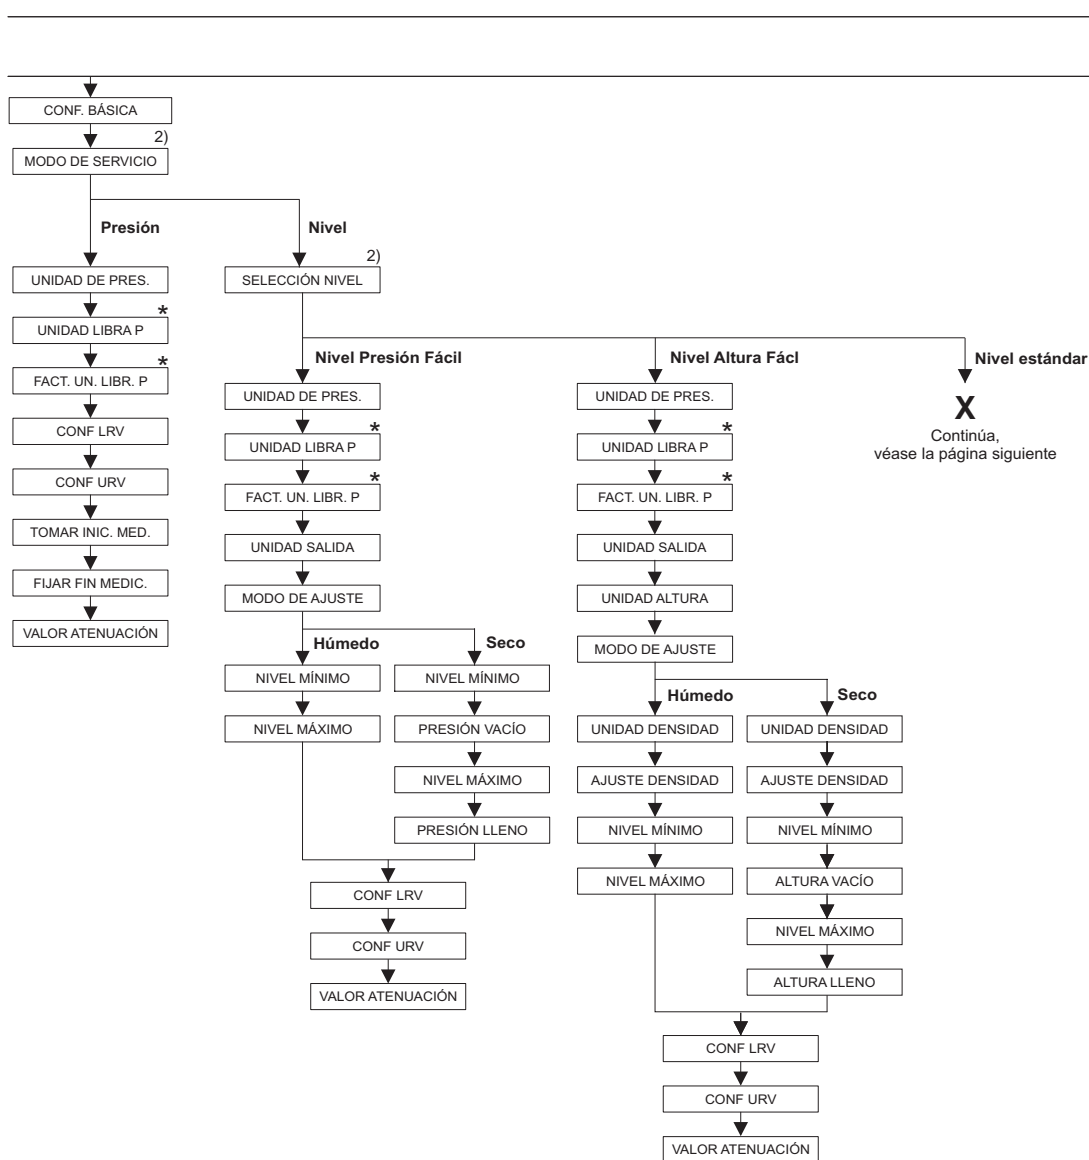 CONF. BÁSICA
2)
MODO DE SERVICIO
Presión
Nivel
2)
UNIDAD DE PRES.
SELECCIÓN NIVEL
*
UNIDAD LIBRA P
*
FACT. UN. LIBR. P
CONF LRV
CONF URV
TOMAR INIC. MED.
FIJAR FIN MEDIC.
VALOR ATENUACIÓN
Nivel Presión Fácil
UNIDAD DE PRES.
*
UNIDAD LIBRA P
*
FACT. UN. LIBR. P
UNIDAD SALIDA
MODO DE AJUSTE
Húmedo
NIVEL MÍNIMO
NIVEL MÁXIMO
Seco
NIVEL MÍNIMO
PRESIÓN VACÍO
NIVEL MÁXIMO
PRESIÓN LLENO
CONF LRV
CONF URV
VALOR ATENUACIÓN
Nivel Altura Fácl
UNIDAD DE PRES.
*
UNIDAD LIBRA P
*
FACT. UN. LIBR. P
UNIDAD SALIDA
UNIDAD ALTURA
MODO DE AJUSTE
Húmedo
UNIDAD DENSIDAD
AJUSTE DENSIDAD
NIVEL MÍNIMO
NIVEL MÁXIMO
Seco
UNIDAD DENSIDAD
AJUSTE DENSIDAD
NIVEL MÍNIMO
ALTURA VACÍO
NIVEL MÁXIMO
ALTURA LLENO
CONF LRV
CONF URV
VALOR ATENUACIÓN
Nivel estándar
X
Continúa,
véase la página siguiente